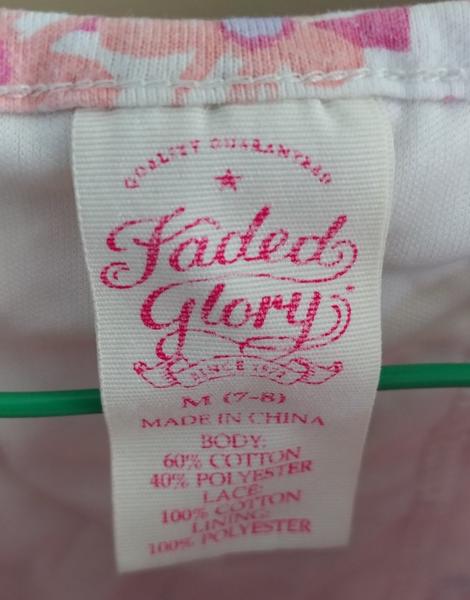 QUALITY GUARANTEED
Faded
Glory
SINCE 1972
M (7-8)
MADE IN CHINA
BODY:
60% COTTON
40% POLYESTER
LACE:
100% COTTON
LINING:
100% POLYESTER